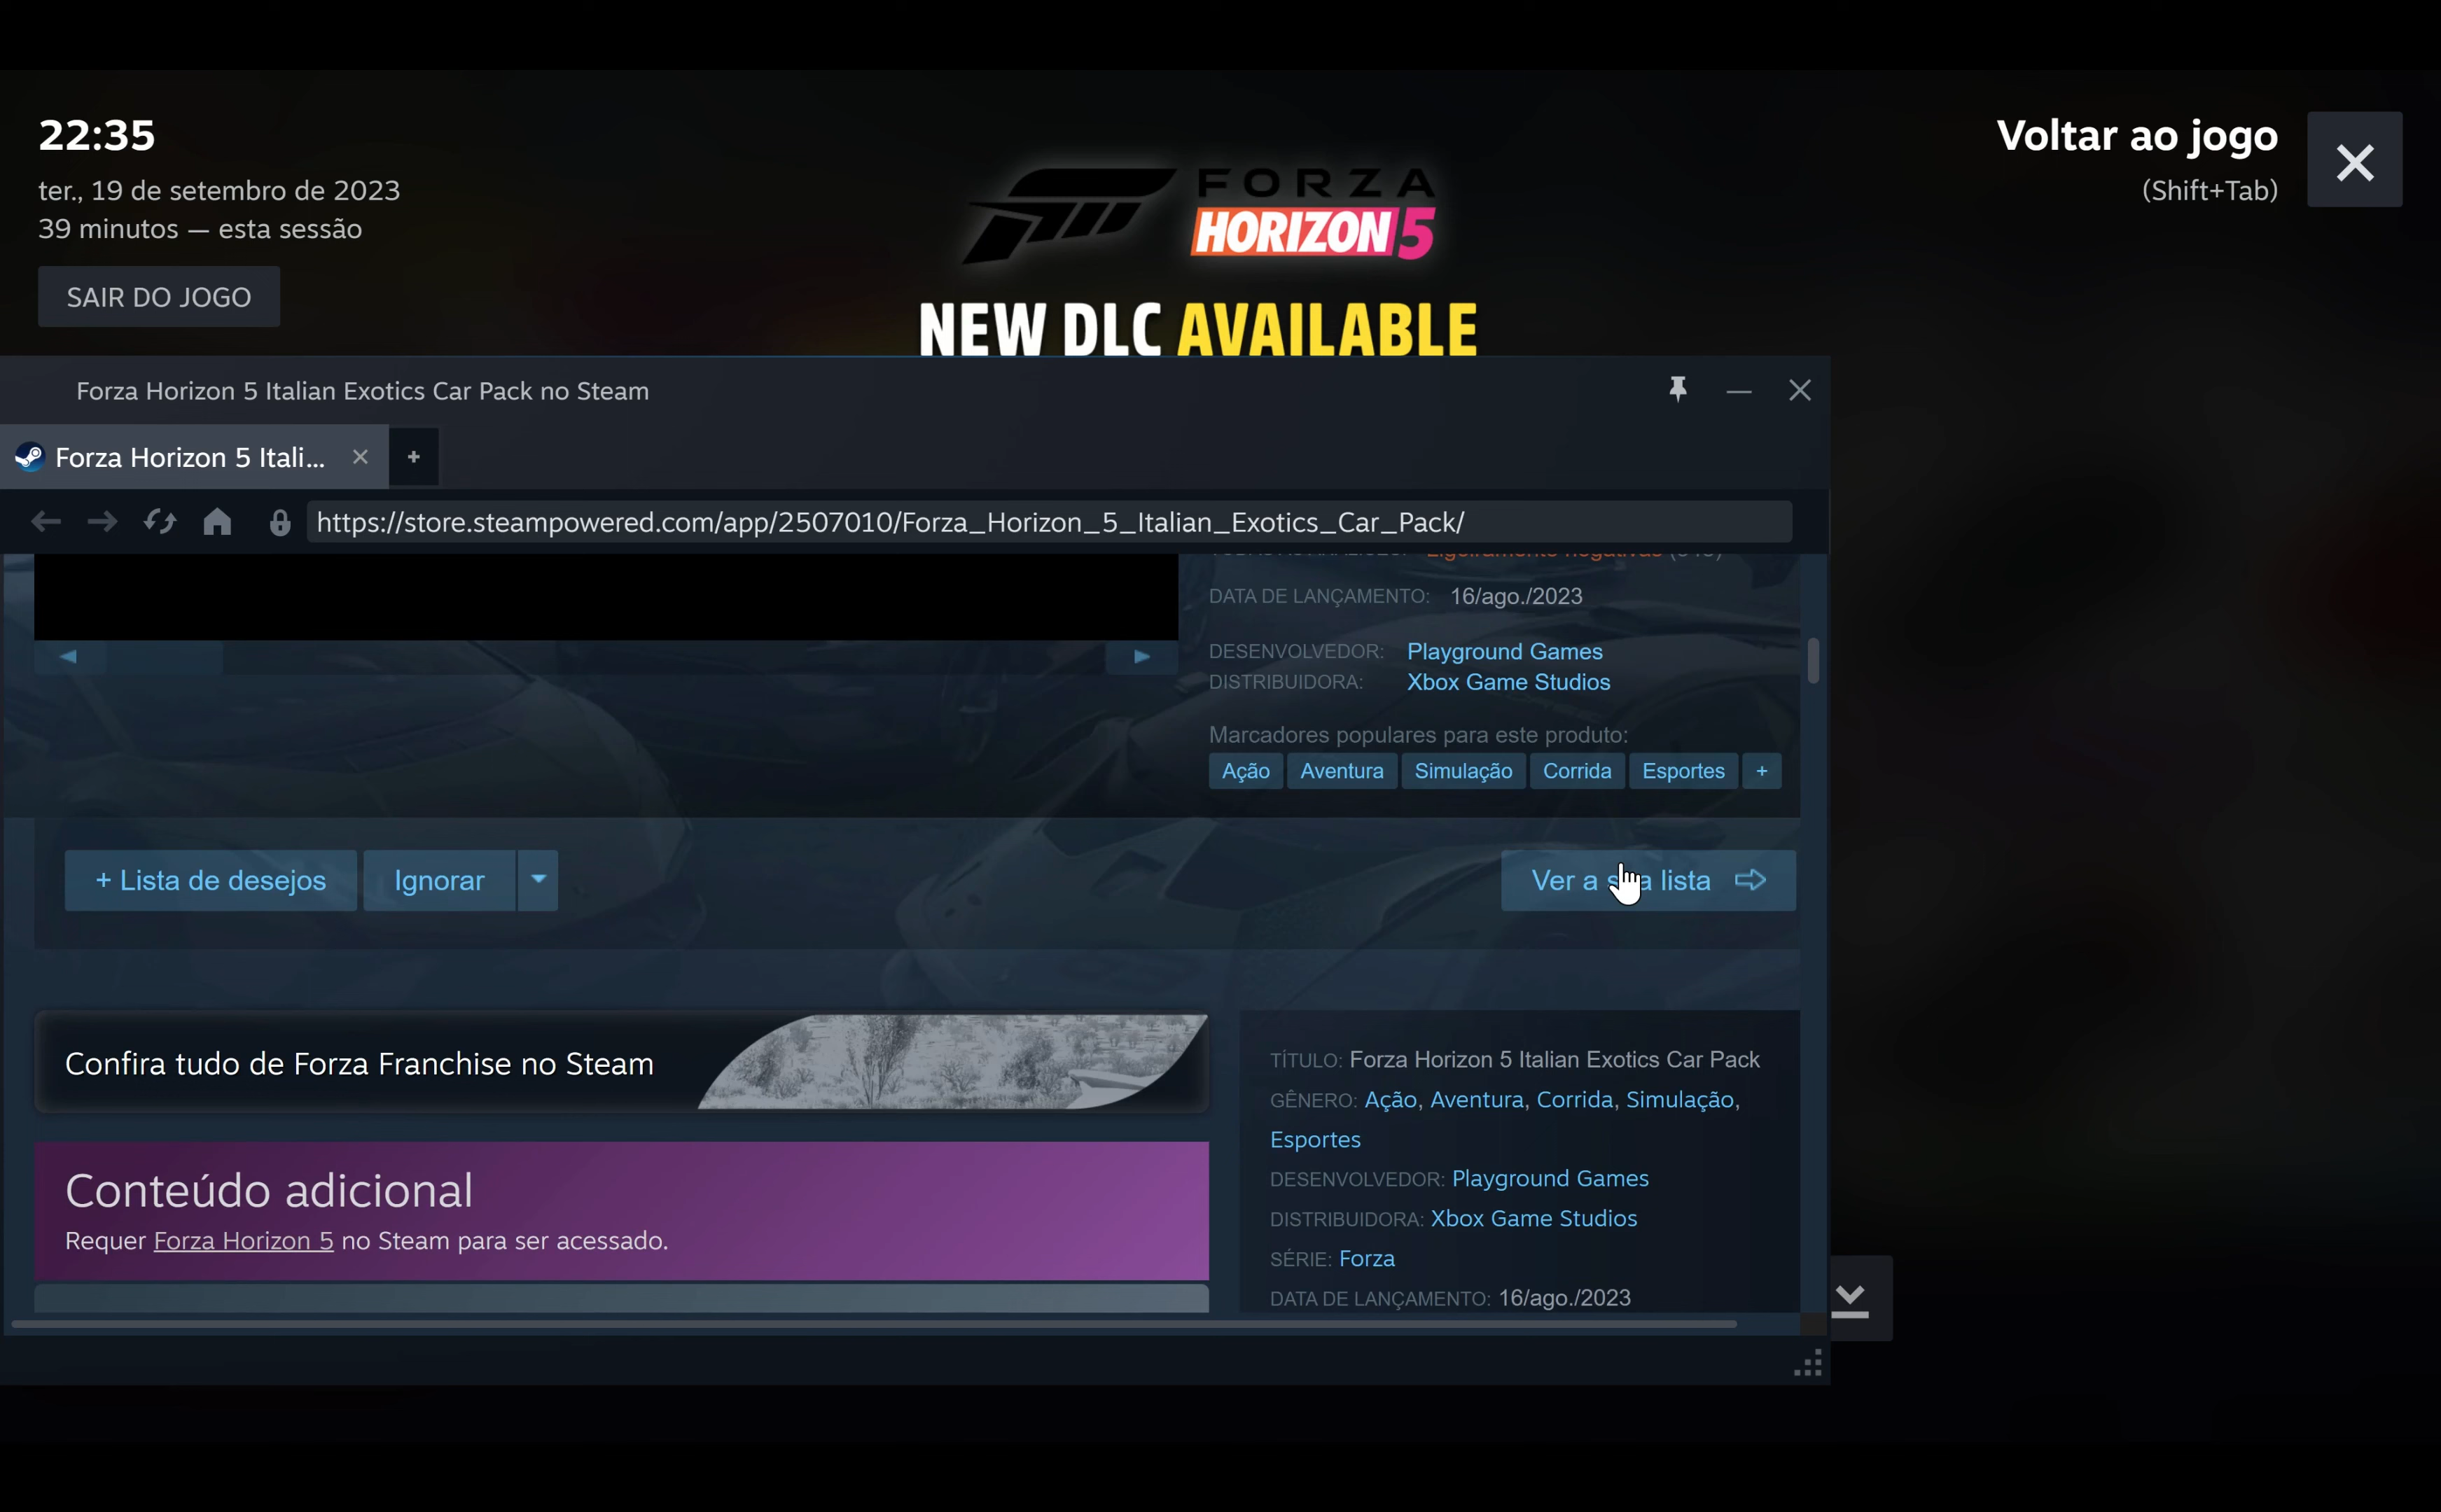 22:35
ter., 19 de setembro de 2023
39 minutos — esta sessão
SAIR DO JOGO
Voltar ao jogo
(Shift+Tab)
FORZA
HORIZON 5
NEW DLC AVAILABLE
Forza Horizon 5 Italian Exotics Car Pack no Steam
Forza Horizon 5 Itali...
https://store.steampowered.com/app/2507010/Forza_Horizon_5_Italian_Exotics_Car_Pack/
DATA DE LANÇAMENTO: 16/ago./2023
DESENVOLVEDOR: Playground Games
DISTRIBUIDORA: Xbox Game Studios
Marcadores populares para este produto:
Ação Aventura Simulação Corrida Esportes +
+ Lista de desejos Ignorar
Ver a sua lista
Confira tudo de Forza Franchise no Steam
Conteúdo adicional
Requer Forza Horizon 5 no Steam para ser acessado.
TÍTULO: Forza Horizon 5 Italian Exotics Car Pack
GÊNERO: Ação, Aventura, Corrida, Simulação,
Esportes
DESENVOLVEDOR: Playground Games
DISTRIBUIDORA: Xbox Game Studios
SÉRIE: Forza
DATA DE LANÇAMENTO: 16/ago./2023